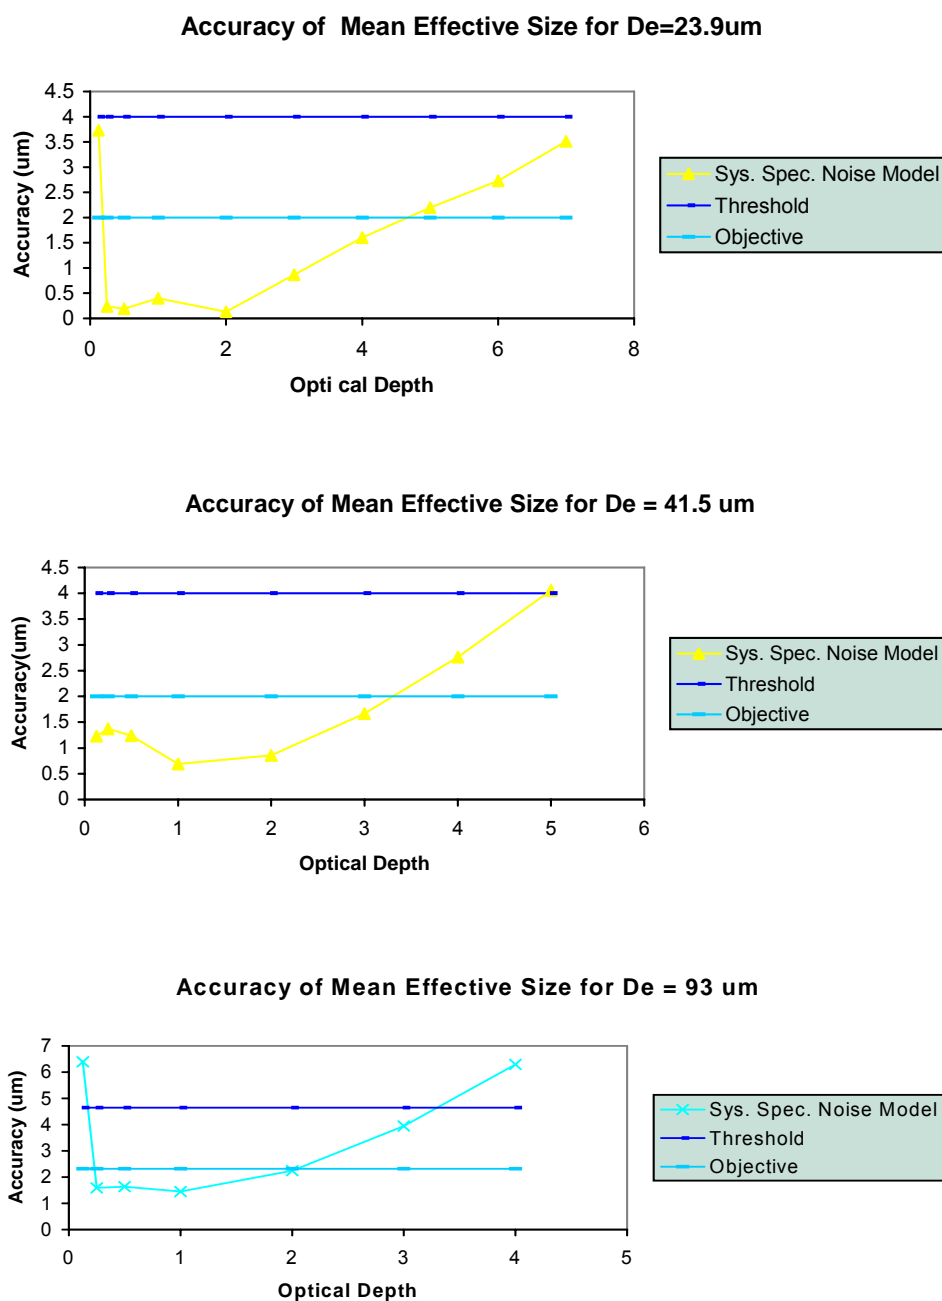 Accuracy of  Mean Effective Size for De=23.9um
4.5
4
3.5
3
2.5
2
1.5
1
0.5
0
Accuracy (um)
0 2 4 6 8
Opti cal Depth
Sys. Spec. Noise Model
Threshold
Objective
Accuracy of Mean Effective Size for De = 41.5 um
4.5
4
3.5
3
2.5
2
1.5
1
0.5
0
Accuracy(um)
0 1 2 3 4 5 6
Optical Depth
Sys. Spec. Noise Model
Threshold
Objective
Accuracy of Mean Effective Size for De = 93 um
7
6
5
4
3
2
1
0
Accuracy (um)
0 1 2 3 4 5
Optical Depth
Sys. Spec. Noise Model
Threshold
Objective